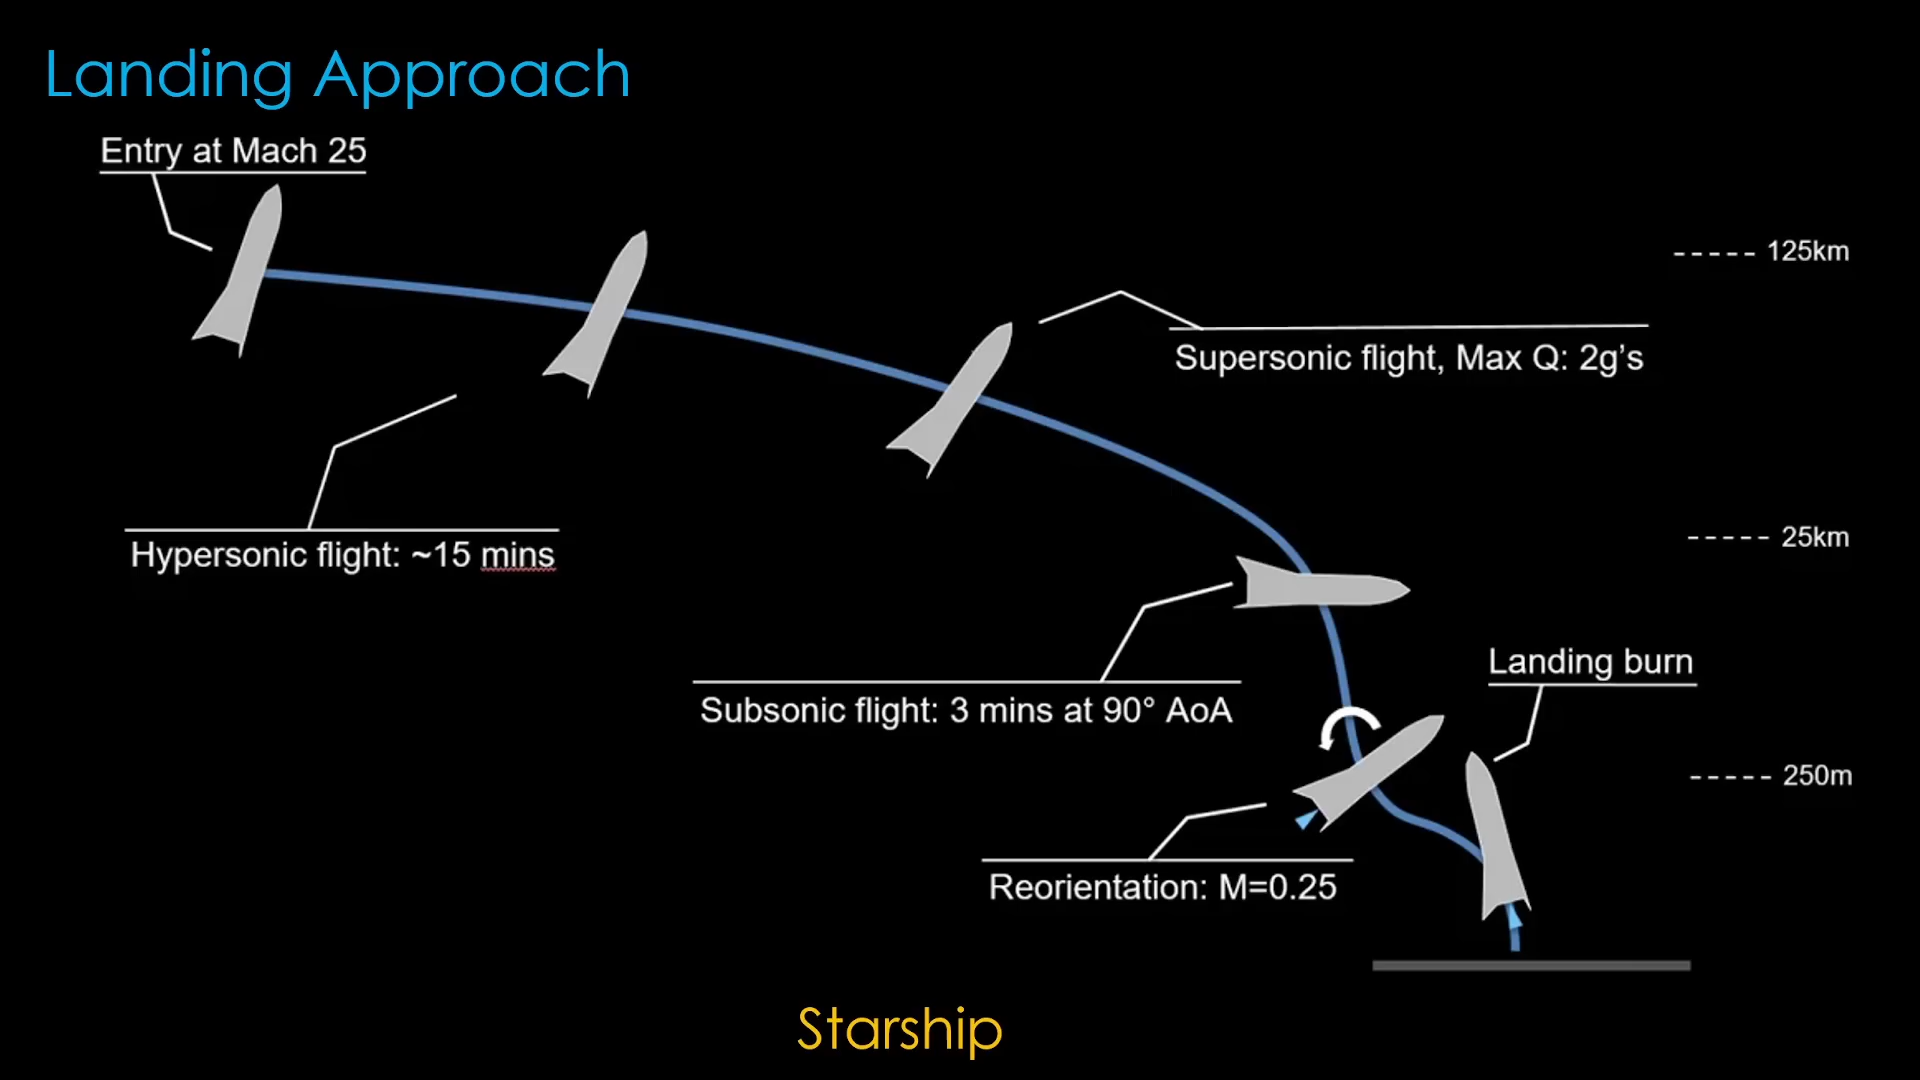 Landing Approach
Entry at Mach 25
125km
Supersonic flight, Max Q: 2g’s
25km
Hypersonic flight: ~15 mins
Landing burn
Subsonic flight: 3 mins at 90° AoA
250m
Reorientation: M=0.25
Starship